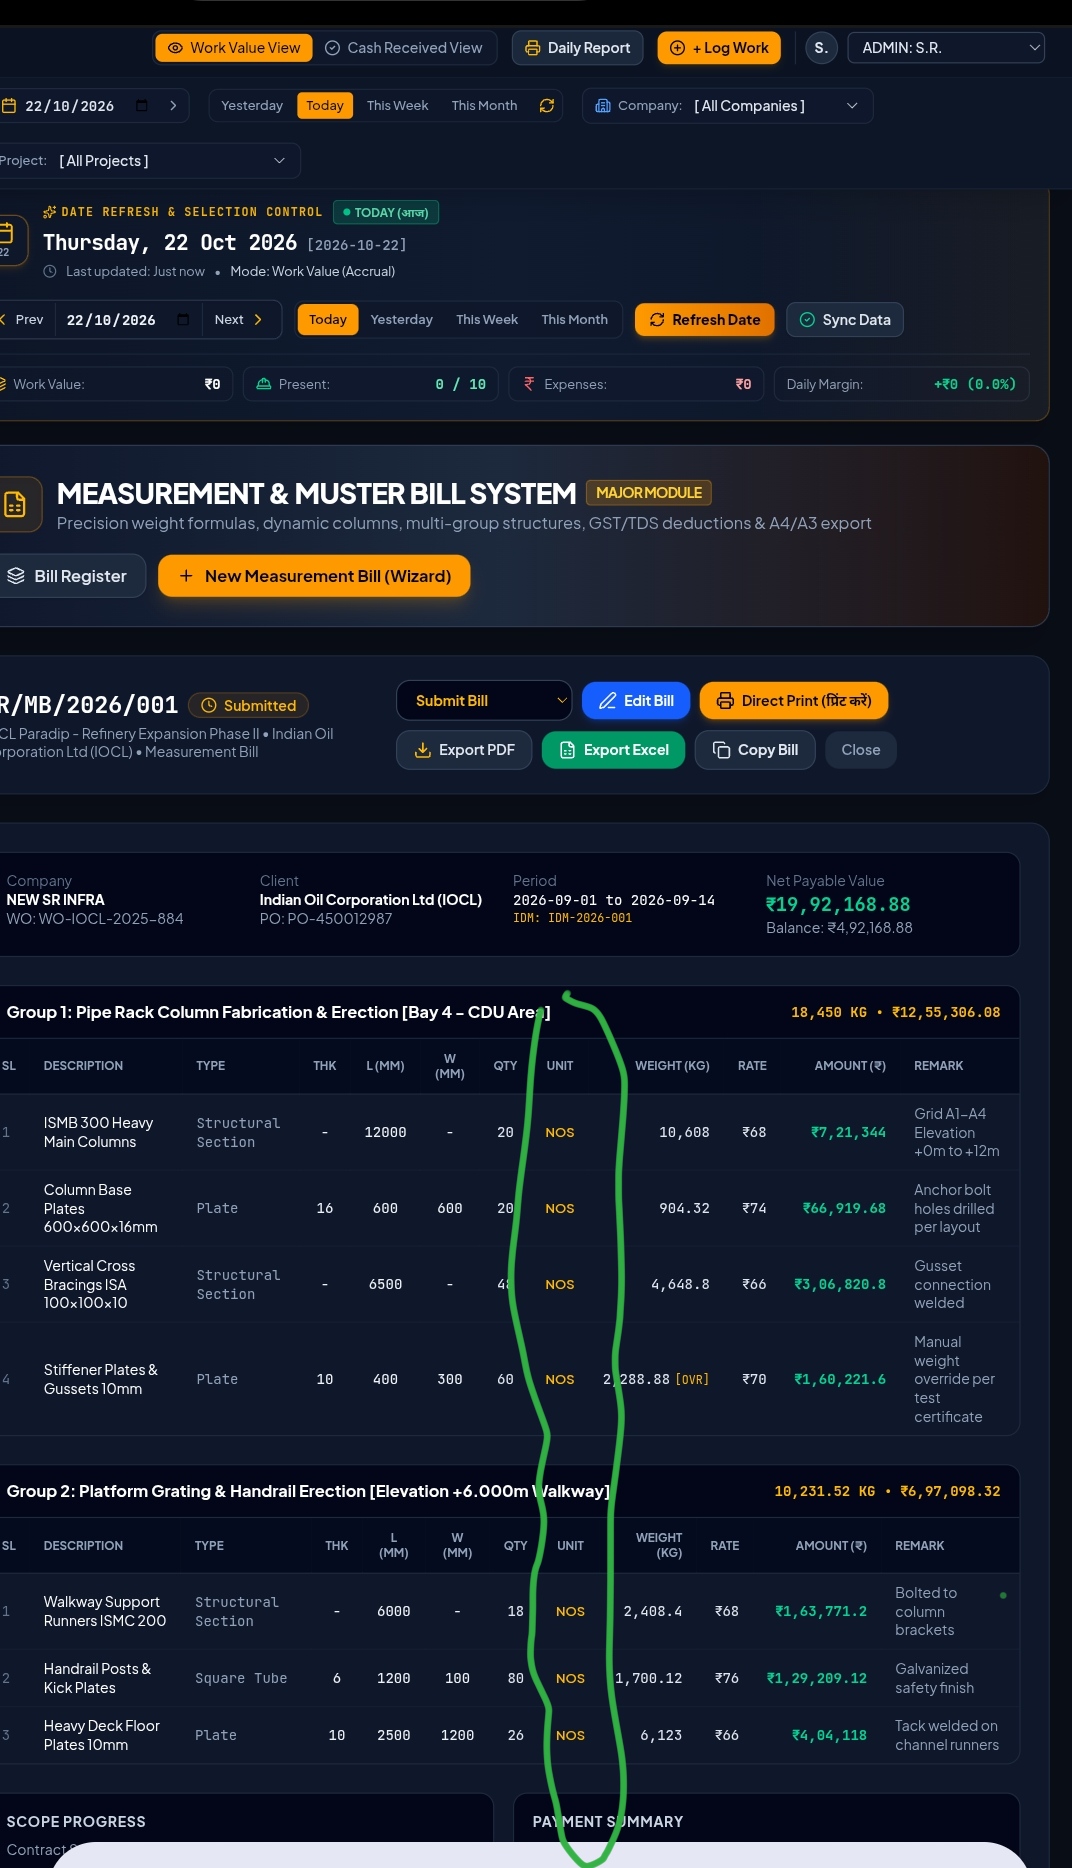 Work Value View Cash Received View Daily Report + Log Work S. ADMIN: S.R.
22/10/2026 Yesterday Today This Week This Month Company: [ All Companies ]
Project: [ All Projects ]
DATE REFRESH & SELECTION CONTROL TODAY (आज)
22 Thursday, 22 Oct 2026 [2026-10-22]
Last updated: Just now • Mode: Work Value (Accrual)
Prev 22/10/2026 Next Today Yesterday This Week This Month Refresh Date Sync Data
Work Value: ₹0 Present: 0 / 10 Expenses: ₹0 Daily Margin: +₹0 (0.0%)
MEASUREMENT & MUSTER BILL SYSTEM MAJOR MODULE
Precision weight formulas, dynamic columns, multi-group structures, GST/TDS deductions & A4/A3 export
Bill Register New Measurement Bill (Wizard)
R/MB/2026/001 Submitted
CL Paradip - Refinery Expansion Phase II • Indian Oil
rporation Ltd (IOCL) • Measurement Bill
Submit Bill Edit Bill Direct Print (प्रिंट करें)
Export PDF Export Excel Copy Bill Close
Company Client Period Net Payable Value
NEW SR INFRA Indian Oil Corporation Ltd (IOCL) 2026-09-01 to 2026-09-14 ₹19,92,168.88
WO: WO-IOCL-2025-884 PO: PO-450012987 IDM: IDM-2026-001 Balance: ₹4,92,168.88
Group 1: Pipe Rack Column Fabrication & Erection [Bay 4 - CDU Area] 18,450 KG • ₹12,55,306.08
SL DESCRIPTION TYPE THK L (MM) W (MM) QTY UNIT WEIGHT (KG) RATE AMOUNT (₹) REMARK
1 ISMB 300 Heavy Main Columns Structural Section - 12000 - 20 NOS 10,608 ₹68 ₹7,21,344 Grid A1-A4 Elevation +0m to +12m
2 Column Base Plates 600x600x16mm Plate 16 600 600 20 NOS 904.32 ₹74 ₹66,919.68 Anchor bolt holes drilled per layout
3 Vertical Cross Bracings ISA 100x100x10 Structural Section - 6500 - 48 NOS 4,648.8 ₹66 ₹3,06,820.8 Gusset connection welded
4 Stiffener Plates & Gussets 10mm Plate 10 400 300 60 NOS 2,288.88 [OVR] ₹70 ₹1,60,221.6 Manual weight override per test certificate
Group 2: Platform Grating & Handrail Erection [Elevation +6.000m Walkway] 10,231.52 KG • ₹6,97,098.32
SL DESCRIPTION TYPE THK L (MM) W (MM) QTY UNIT WEIGHT (KG) RATE AMOUNT (₹) REMARK
1 Walkway Support Runners ISMC 200 Structural Section - 6000 - 18 NOS 2,408.4 ₹68 ₹1,63,771.2 Bolted to column brackets
2 Handrail Posts & Kick Plates Square Tube 6 1200 100 80 NOS 1,700.12 ₹76 ₹1,29,209.12 Galvanized safety finish
3 Heavy Deck Floor Plates 10mm Plate 10 2500 1200 26 NOS 6,123 ₹66 ₹4,04,118 Tack welded on channel runners
SCOPE PROGRESS PAYMENT SUMMARY
Contract